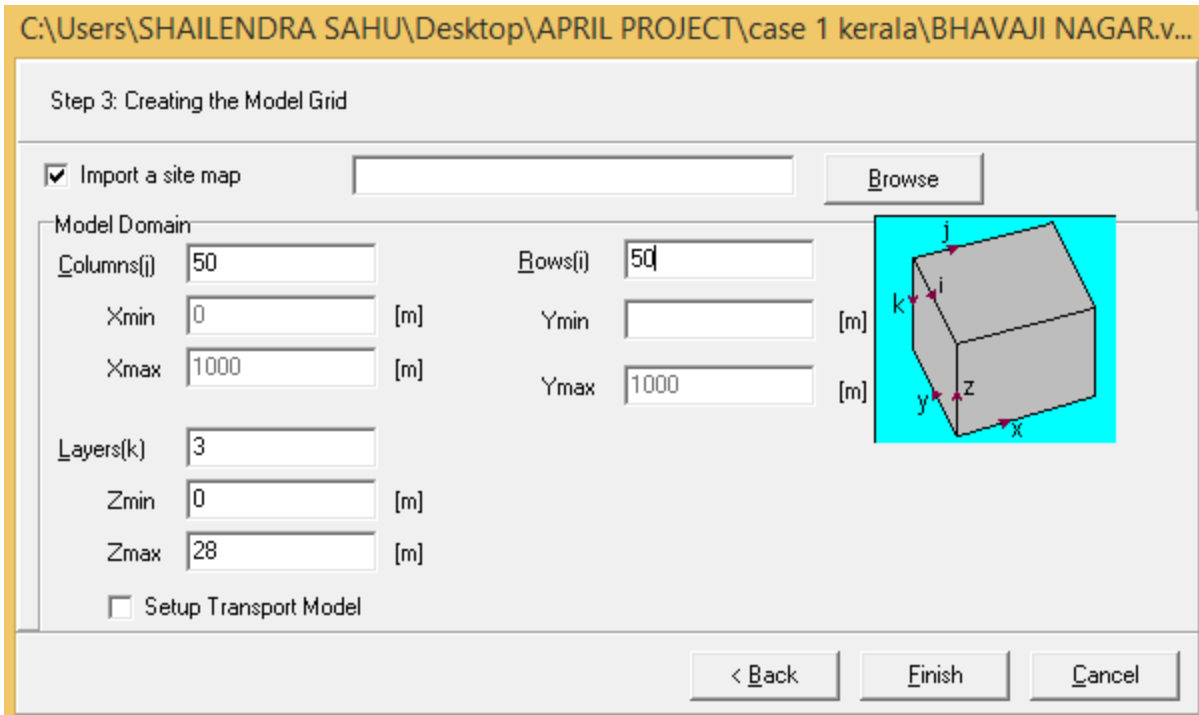 C:\Users\SHAILENDRA SAHU\Desktop\APRIL PROJECT\case 1 kerala\BHAVAJI NAGAR.v...
Step 3: Creating the Model Grid
Import a site map Browse
Model Domain
Columns(j) 50 Rows(i) 50
Xmin 0 [m] Ymin [m]
Xmax 1000 [m] Ymax 1000 [m]
Layers(k) 3
Zmin 0 [m]
Zmax 28 [m]
Setup Transport Model
j
i
k
z
y
x
< Back Finish Cancel